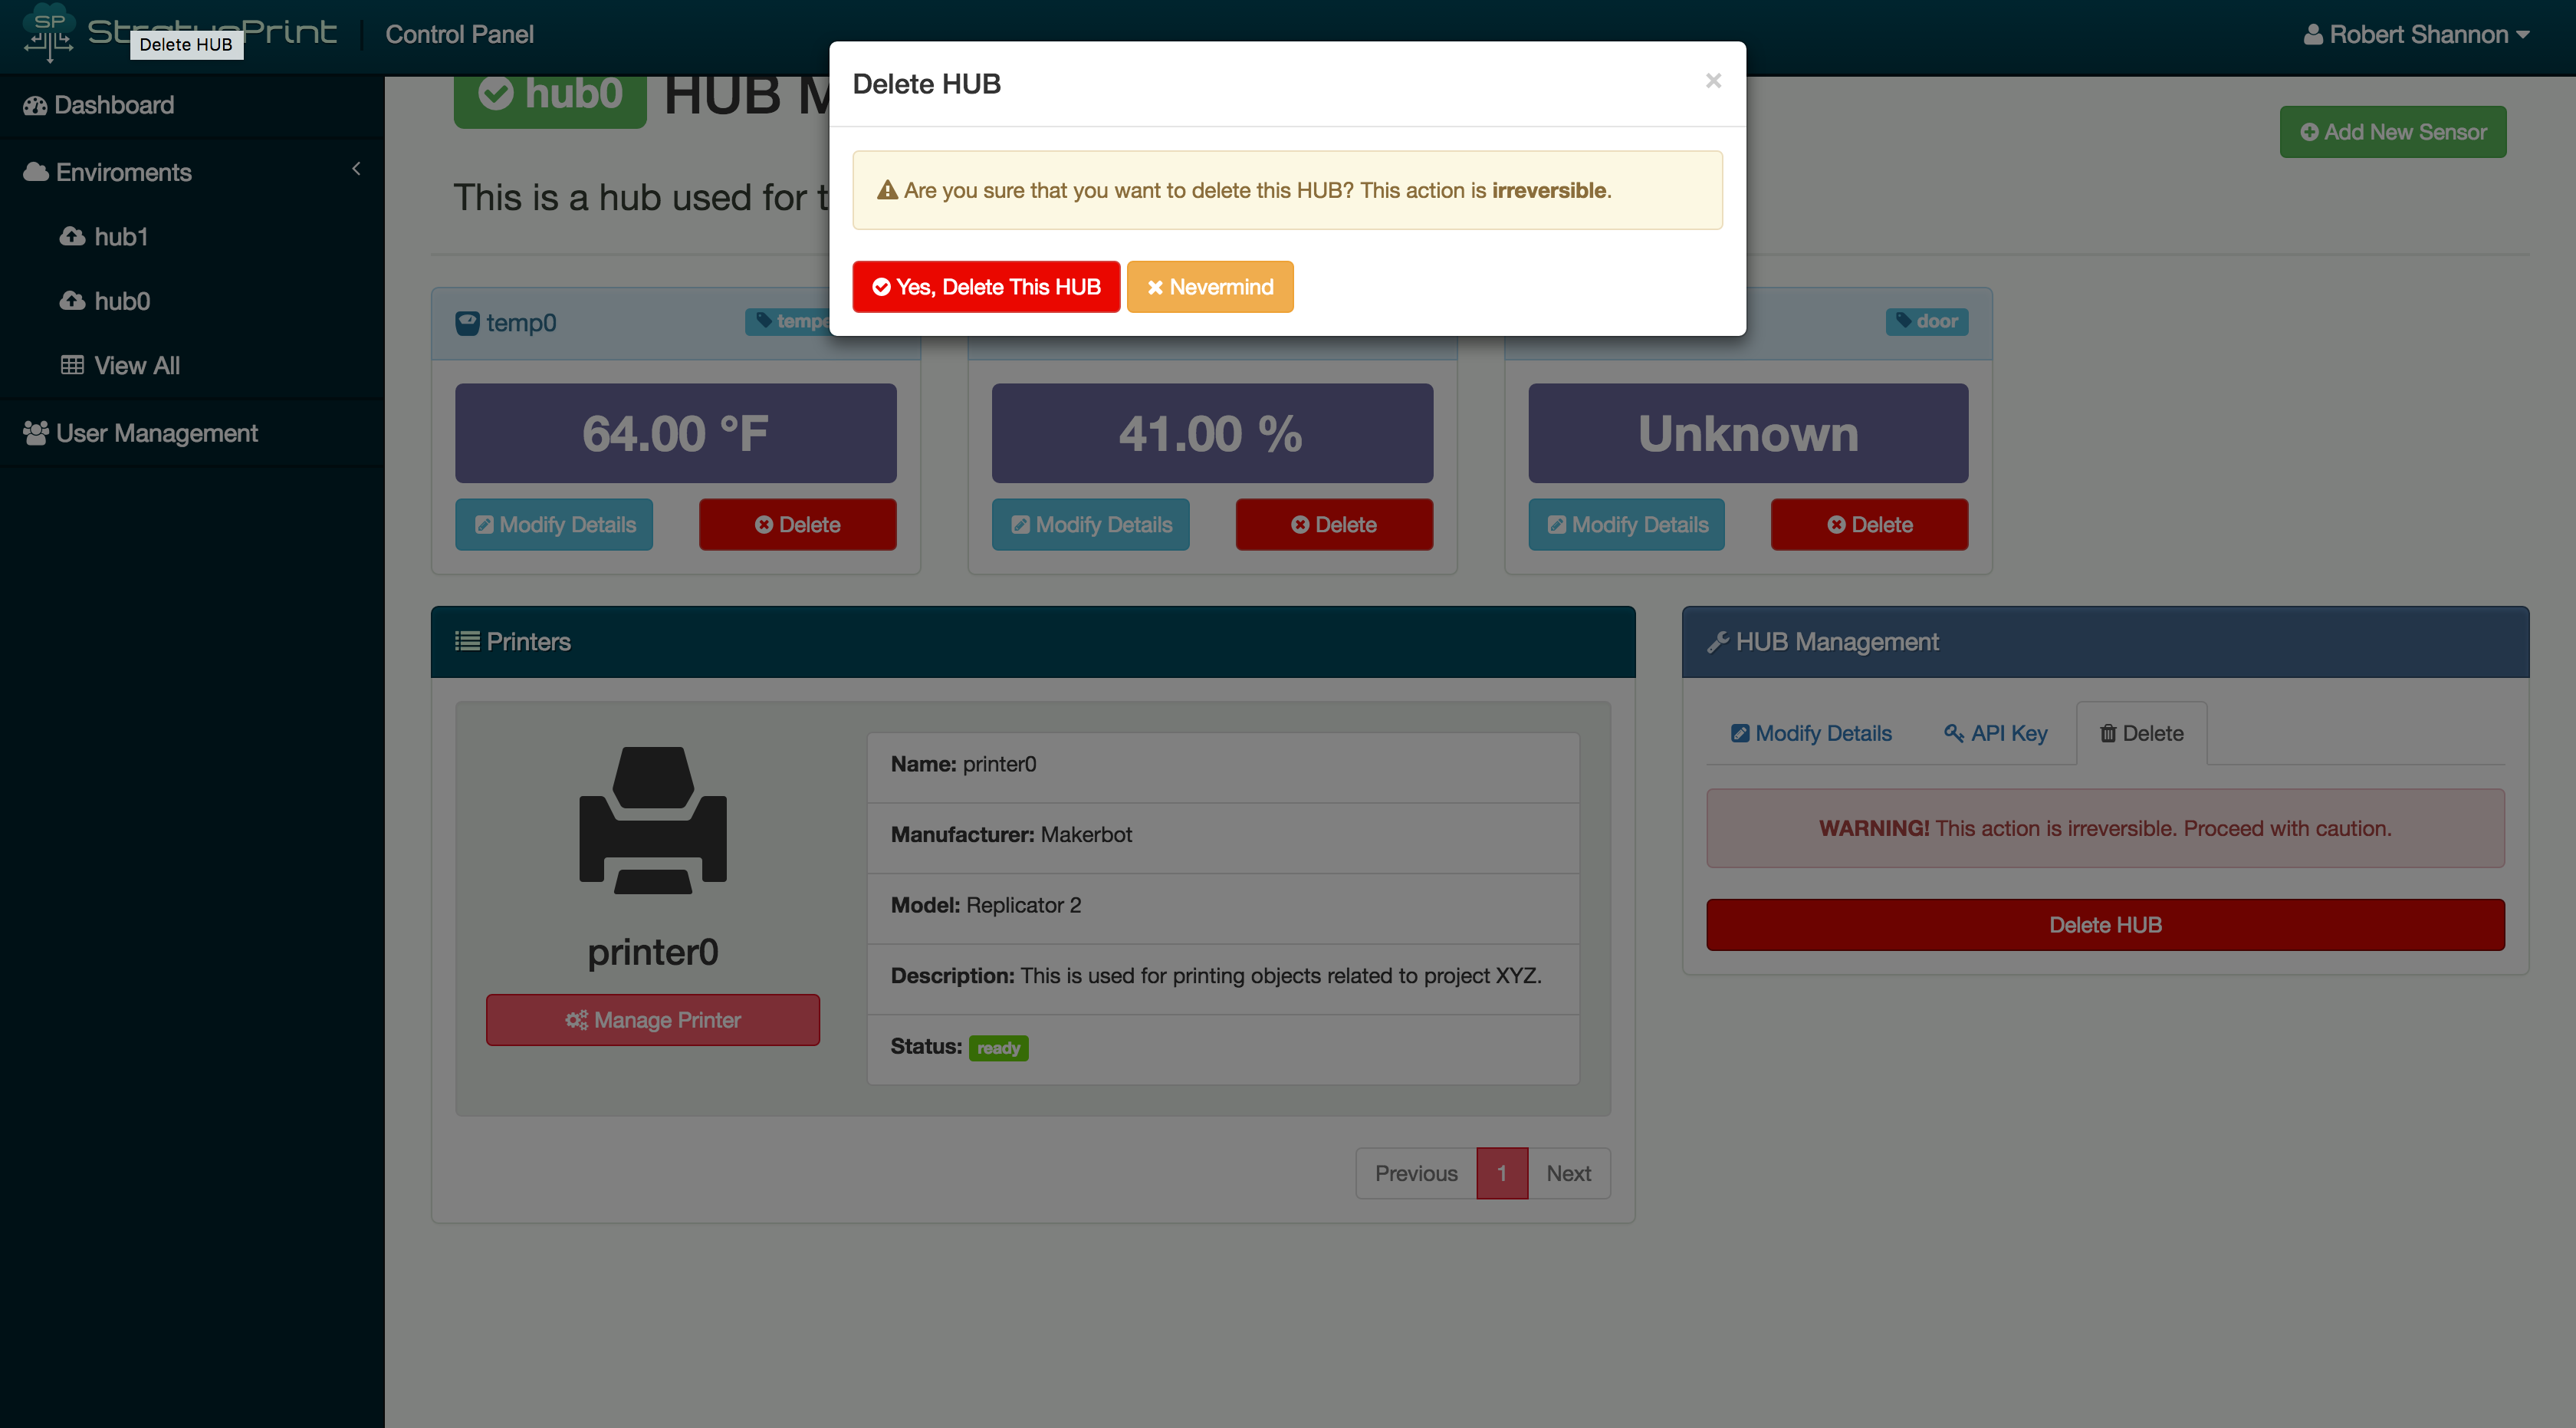 SP
Delete HUB
Control Panel
Robert Shannon
Dashboard
Enviroments
hub1
hub0
View All
User Management
hub0 HUB
Add New Sensor
This is a hub used for
Delete HUB
×
Are you sure that you want to delete this HUB? This action is irreversible.
Yes, Delete This HUB
Nevermind
temp0
door
64.00 °F
41.00 %
Unknown
Modify Details
Delete
Modify Details
Delete
Modify Details
Delete
Printers
printer0
Manage Printer
Name: printer0
Manufacturer: Makerbot
Model: Replicator 2
Description: This is used for printing objects related to project XYZ.
Status: ready
Previous 1 Next
HUB Management
Modify Details
API Key
Delete
WARNING! This action is irreversible. Proceed with caution.
Delete HUB